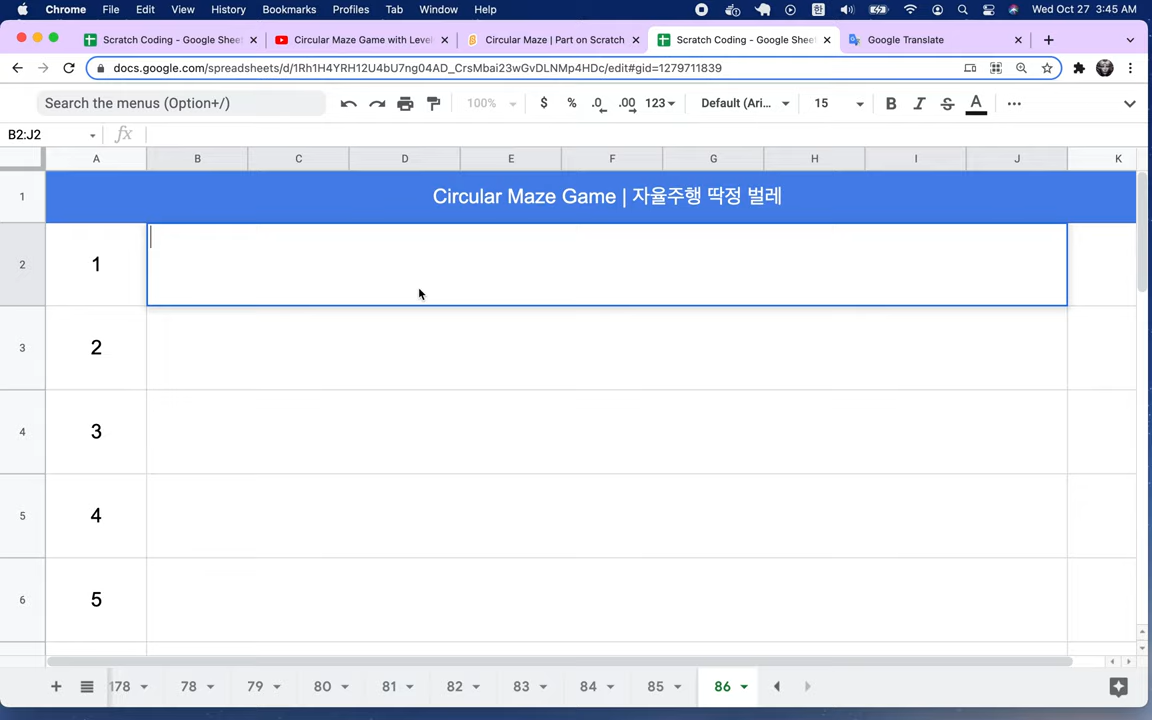 Chrome File Edit View History Bookmarks Profiles Tab Window Help 한 Wed Oct 27 3:45 AM
Scratch Coding - Google Shee Circular Maze Game with Leve Circular Maze | Part on Scratch Scratch Coding - Google Shee Google Translate
docs.google.com/spreadsheets/d/1Rh1H4YRH12U4bU7ng04AD_CrsMbai23wGvDLNMp4HDc/edit#gid=1279711839
Search the menus (Option+/) 100% $ % .0 .00 123 Default (Ari... 15 B I S A ...
B2:J2 fx
A B C D E F G H I J K
1 Circular Maze Game | 자율주행 딱정 벌레
2 1
3 2
4 3
5 4
6 5
+ 178 78 79 80 81 82 83 84 85 86